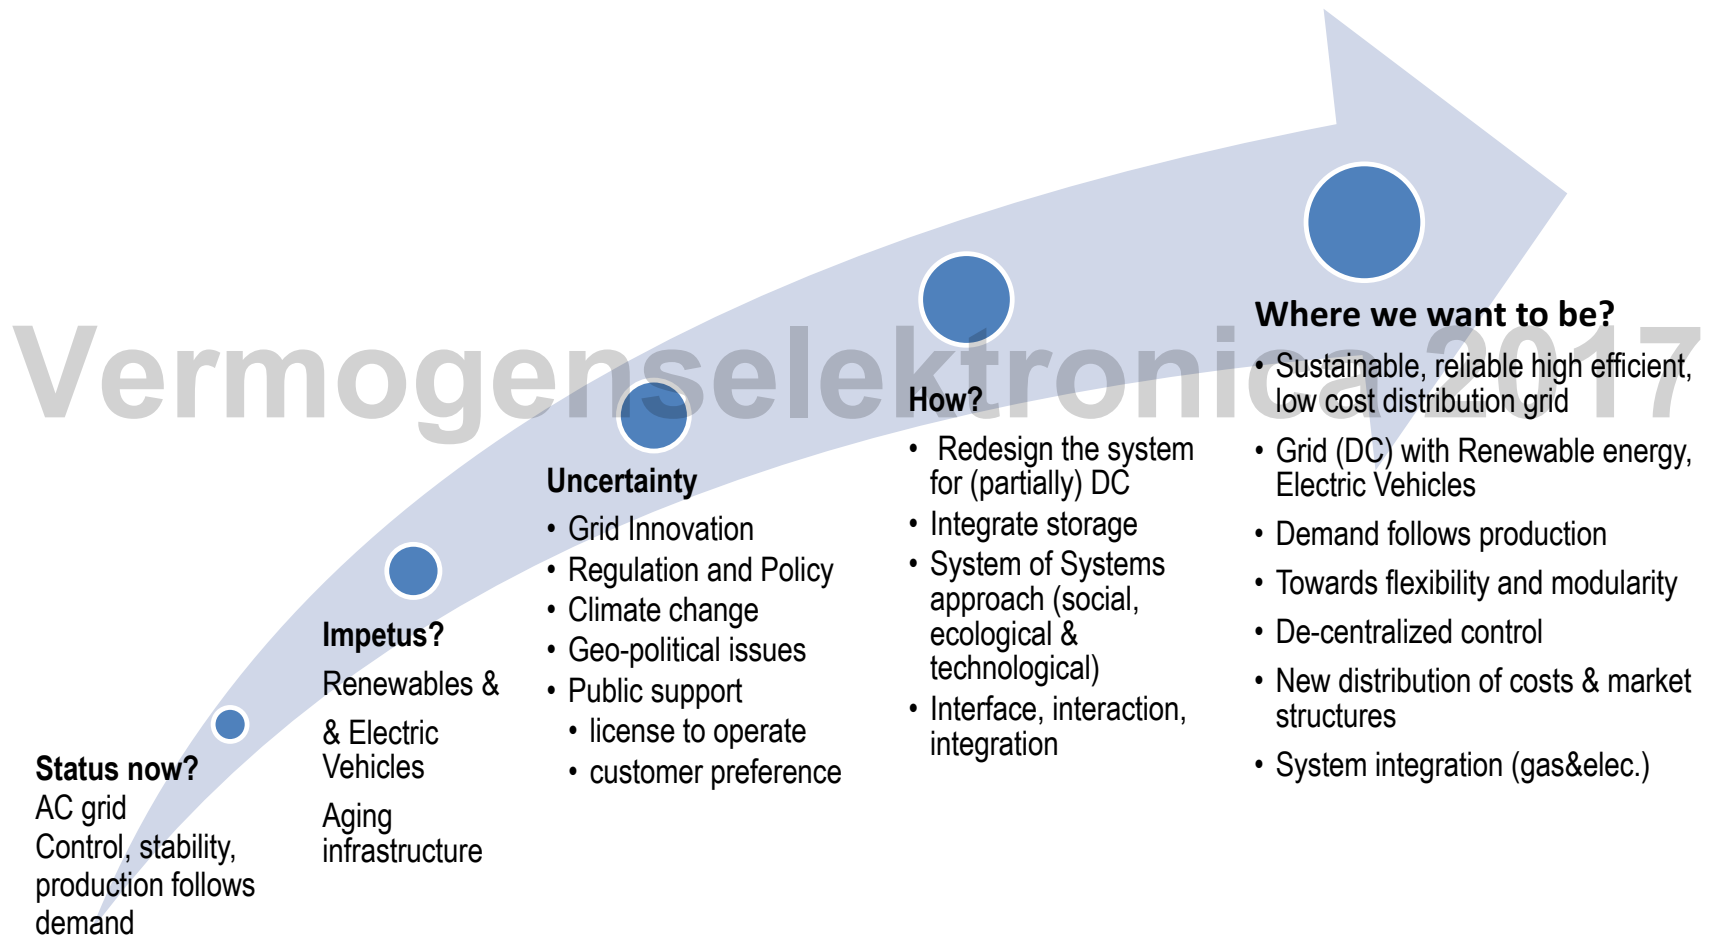 Vermogenselektronica 2017
Status now?
AC grid
Control, stability,
production follows
demand
Impetus?
Renewables &
& Electric
Vehicles
Aging
infrastructure
Uncertainty
• Grid Innovation
• Regulation and Policy
• Climate change
• Geo-political issues
• Public support
• license to operate
• customer preference
How?
• Redesign the system
for (partially) DC
• Integrate storage
• System of Systems
approach (social,
ecological &
technological)
• Interface, interaction,
integration
Where we want to be?
• Sustainable, reliable high efficient,
low cost distribution grid
• Grid (DC) with Renewable energy,
Electric Vehicles
• Demand follows production
• Towards flexibility and modularity
• De-centralized control
• New distribution of costs & market
structures
• System integration (gas&elec.)